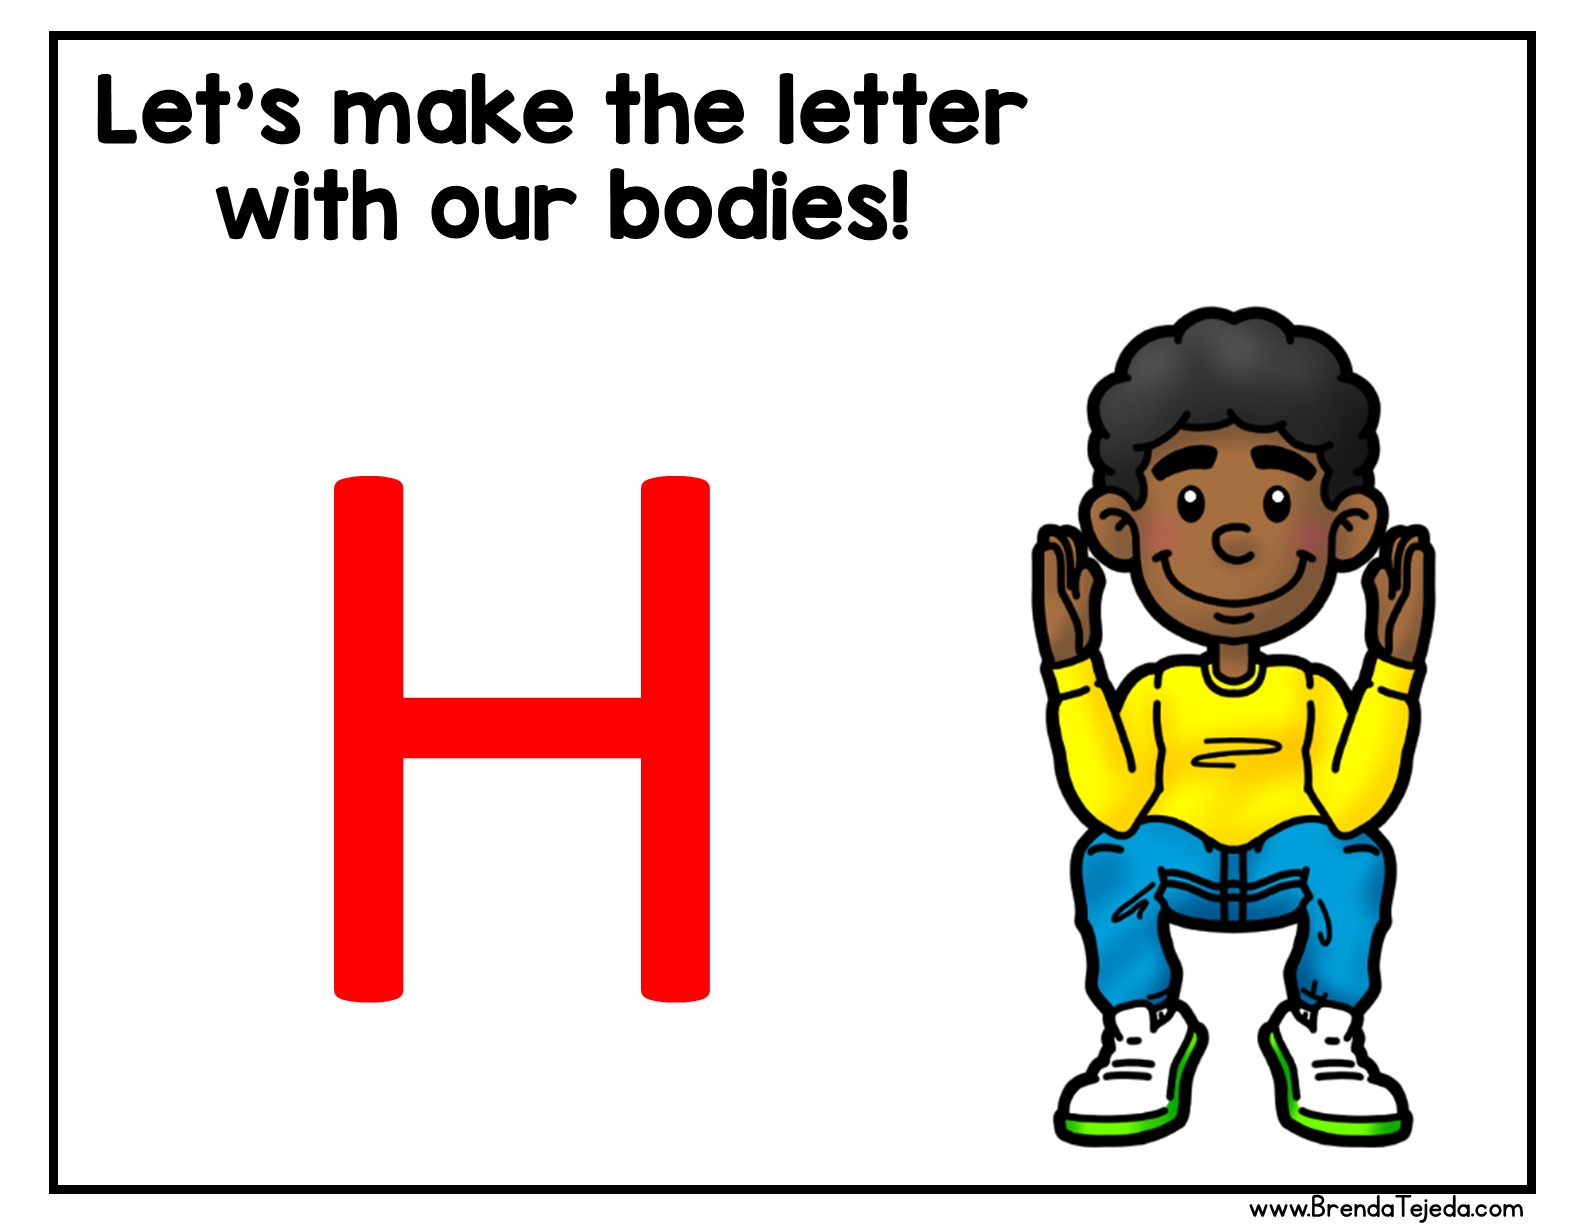 Let's make the letter
with our bodies!
H
www.BrendaTejeda.com